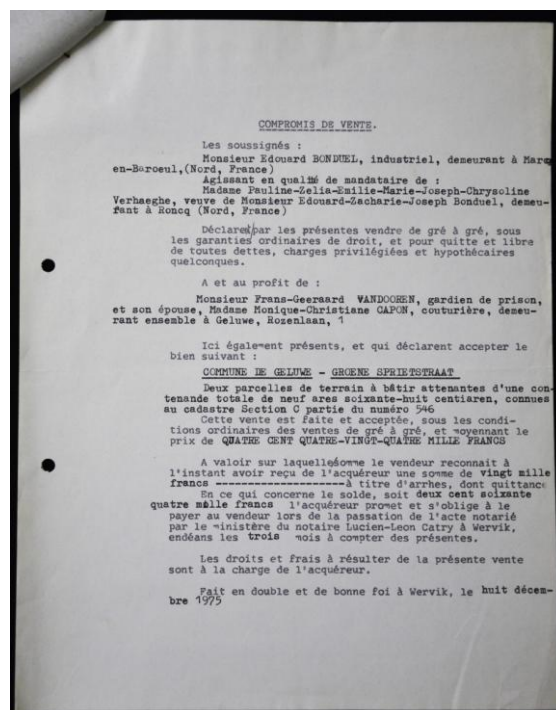 COMPROMIS DE VENTE.
Les soussignés :
Monsieur Edouard BONDUEL, industriel, demeurant à Marq
en-Baroeul,(Nord, France)
Agissant en qualité de mandataire de :
Madame Pauline-Zelia-Emilie-Marie-Joseph-Chrysoline
Verhaeghe, veuve de Monsieur Edouard-Zacharie-Joseph Bonduel, demeu-
rant à Roncq (Nord, France)
Déclarent/par les présentes vendre de gré à gré, sous
les garanties ordinaires de droit, et pour quitte et libre
de toutes dettes, charges privilégiées et hypothécaires
quelconques.
A et au profit de :
Monsieur Frans-Geeraard VANDOOREN, gardien de prison,
et son épouse, Madame Monique-Christiane CAPON, couturière, demeu-
rant ensemble à Geluwe, Rozenlaan, 1
Ici également présents, et qui déclarent accepter le
bien suivant :
COMMUNE DE GELUWE - GROENE SPRIETSTRAAT
Deux parcelles de terrain à bâtir attenantes d'une con-
tenande totale de neuf ares soixante-huit centiaren, connues
au cadastre Section C partie du numéro 546
Cette vente est faite et acceptée, sous les condi-
tions ordinaires des ventes de gré à gré, et moyennant le
prix de QUATRE CENT QUATRE-VINGT-QUATRE MILLE FRANCS
A valoir sur laquelle somme le vendeur reconnait à
l'instant avoir reçu de l'acquéreur une somme de vingt mille
francs --------------------à titre d'arrhes, dont quittance
En ce qui concerne le solde, soit deux cent soixante
quatre mille francs l'acquéreur promet et s'oblige à le
payer au vendeur lors de la passation de l'acte notarié
par le ministère du notaire Lucien-Leon Catry à Wervik,
endéans les trois mois à compter des présentes.
Les droits et frais à résulter de la présente vente
sont à la charge de l'acquéreur.
Fait en double et de bonne foi à Wervik, le huit décem-
bre 1975